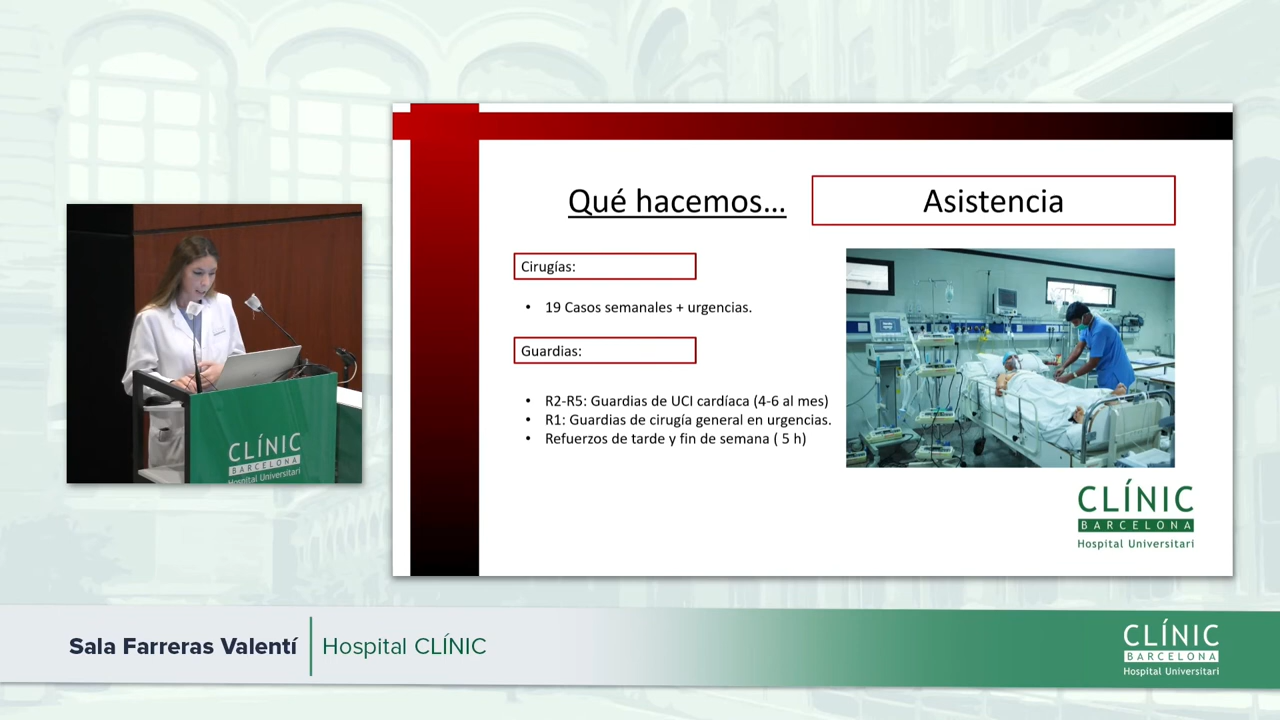 Qué hacemos... Asistencia
Cirugías:
• 19 Casos semanales + urgencias.
Guardias:
• R2-R5: Guardias de UCI cardíaca (4-6 al mes)
• R1: Guardias de cirugía general en urgencias.
• Refuerzos de tarde y fin de semana ( 5 h)
CLÍNIC
BARCELONA
Hospital Universitari
CLÍNIC
BARCELONA
Hospital Universitari
Sala Farreras Valentí | Hospital CLÍNIC
CLÍNIC
BARCELONA
Hospital Universitari